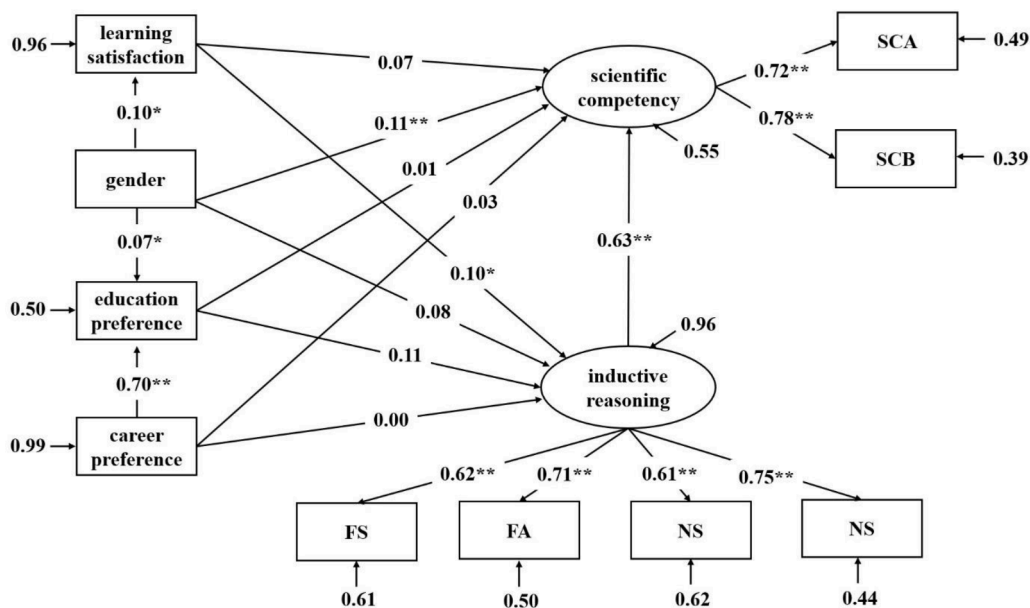 learning
satisfaction
0.96
0.07
scientific
competency
SCA
0.49
0.72**
0.10*
0.11**
0.78**
0.55
SCB
0.39
gender
0.01
0.03
0.07*
0.63**
0.10*
education
preference
0.50
0.08
0.96
0.11
inductive
reasoning
0.70**
0.00
career
preference
0.99
0.62**
0.71**
0.61**
0.75**
FS
FA
NS
NS
0.61
0.50
0.62
0.44